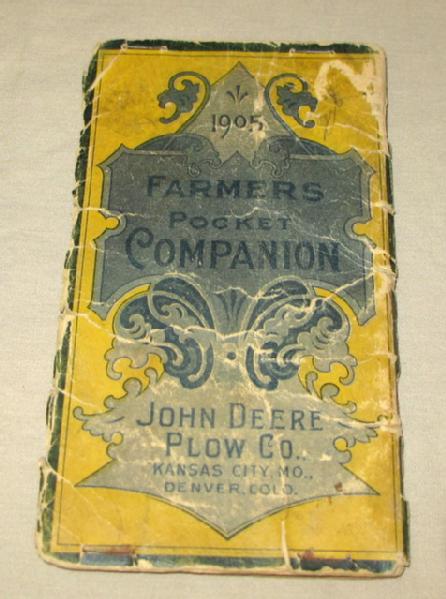 1905
FARMERS
POCKET
COMPANION
JOHN DEERE
PLOW CO.,
KANSAS CITY, MO.,
DENVER, COLO.